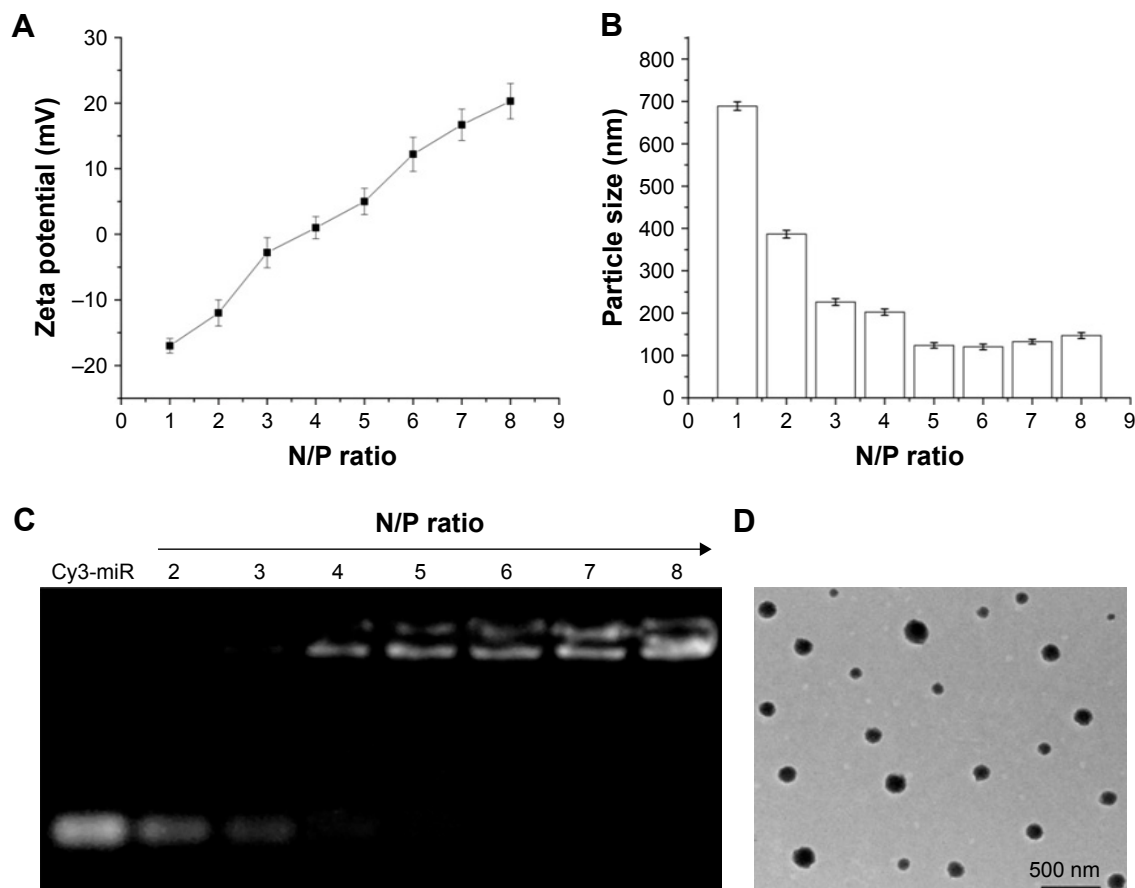 A
30
20
10
0
–10
–20
Zeta potential (mV)
0 1 2 3 4 5 6 7 8 9
N/P ratio
B
800
700
600
500
400
300
200
100
0
Particle size (nm)
0 1 2 3 4 5 6 7 8 9
N/P ratio
C
N/P ratio
Cy3-miR 2 3 4 5 6 7 8
D
500 nm